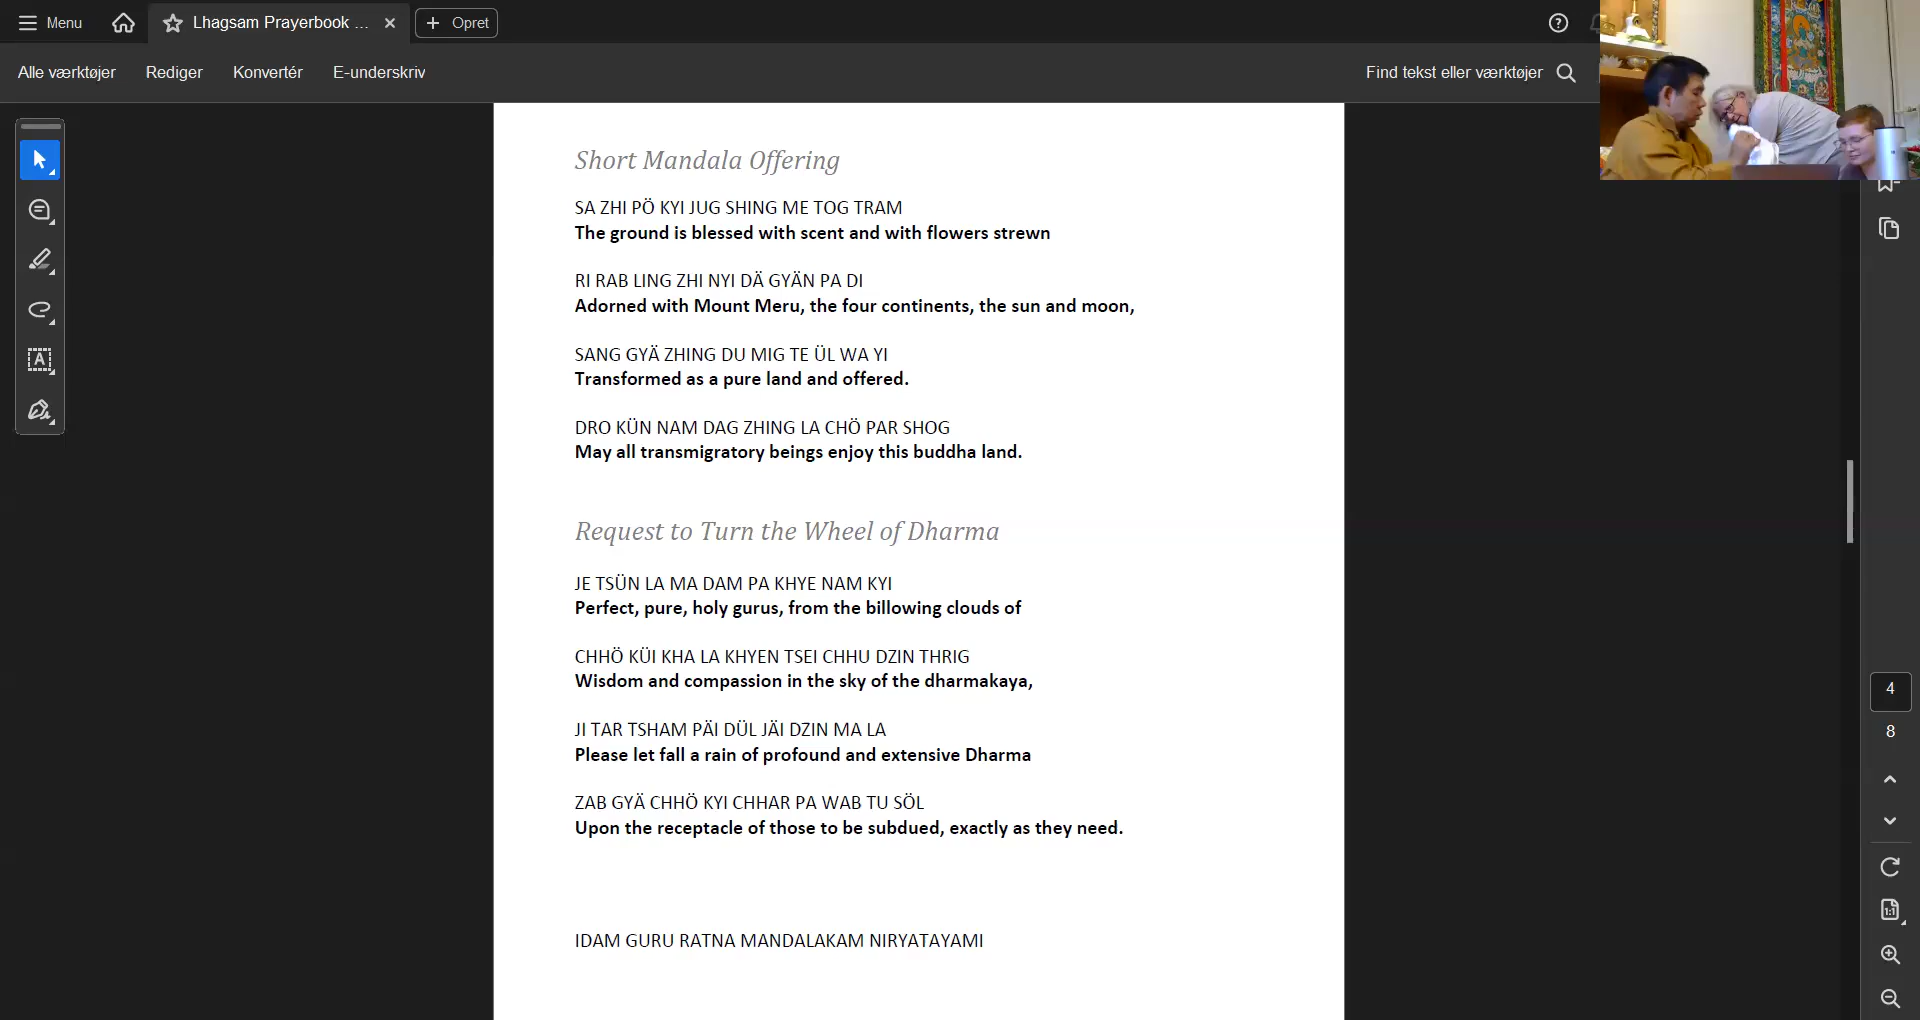 Menu
Lhagsam Prayerbook ...
Opret
Alle værktøjer
Rediger
Konvertér
E-underskriv
Find tekst eller værktøjer
Short Mandala Offering
SA ZHI PÖ KYI JUG SHING ME TOG TRAM
The ground is blessed with scent and with flowers strewn
RI RAB LING ZHI NYI DÄ GYÄN PA DI
Adorned with Mount Meru, the four continents, the sun and moon,
SANG GYÄ ZHING DU MIG TE ÜL WA YI
Transformed as a pure land and offered.
DRO KÜN NAM DAG ZHING LA CHÖ PAR SHOG
May all transmigratory beings enjoy this buddha land.
Request to Turn the Wheel of Dharma
JE TSÜN LA MA DAM PA KHYE NAM KYI
Perfect, pure, holy gurus, from the billowing clouds of
CHHÖ KÜI KHA LA KHYEN TSEI CHHU DZIN THRIG
Wisdom and compassion in the sky of the dharmakaya,
JI TAR TSHAM PÄI DÜL JÄI DZIN MA LA
Please let fall a rain of profound and extensive Dharma
ZAB GYÄ CHHÖ KYI CHHAR PA WAB TU SÖL
Upon the receptacle of those to be subdued, exactly as they need.
IDAM GURU RATNA MANDALAKAM NIRYATAYAMI
4
8